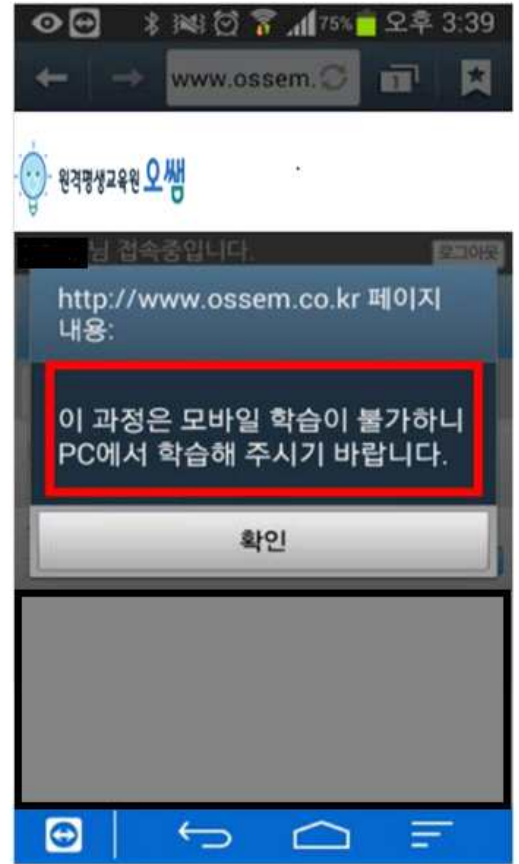 75% 오후 3:39
www.ossem.
1
원격평생교육원 오쌤
님 접속중입니다. 로그아웃
http://www.ossem.co.kr 페이지
내용:
이 과정은 모바일 학습이 불가하니
PC에서 학습해 주시기 바랍니다.
확인